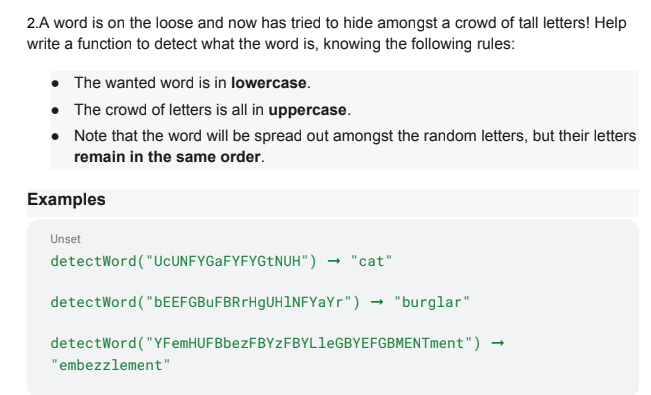 2.A word is on the loose and now has tried to hide amongst a crowd of tall letters! Help
write a function to detect what the word is, knowing the following rules:
● The wanted word is in lowercase.
● The crowd of letters is all in uppercase.
● Note that the word will be spread out amongst the random letters, but their letters
remain in the same order.
Examples
Unset
detectWord("UcUNFYGaFYFYGtNUH") → "cat"
detectWord("bEEFGBuFBRrHgUHlNFYaYr") → "burglar"
detectWord("YFemHUFBbezFBYzFBYLleGBYEFGBMENTment") →
"embezzlement"